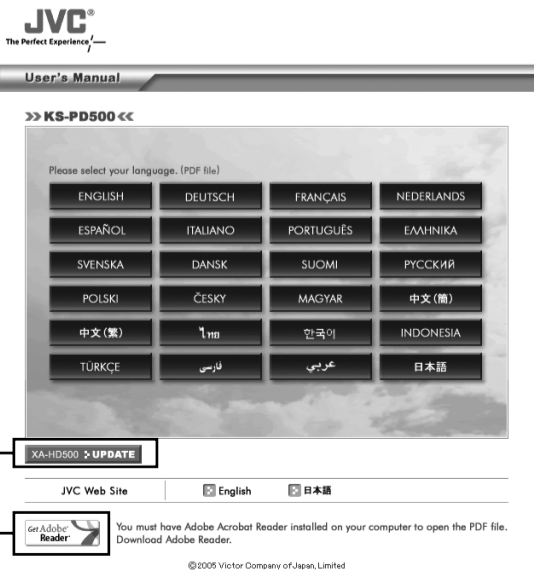 JVC®
The Perfect Experience
User's Manual
KS-PD500
Please select your language. (PDF file)
ENGLISH DEUTSCH FRANÇAIS NEDERLANDS
ESPAÑOL ITALIANO PORTUGUÊS ΕΛΛΗΝΙΚΑ
SVENSKA DANSK SUOMI РУССКИЙ
POLSKI ČESKY MAGYAR 中文(簡)
中文(繁) ไทย 한국어 INDONESIA
TÜRKÇE فارسی عربي 日本語
XA-HD500 UPDATE
JVC Web Site English 日本語
Get Adobe®
Reader®
You must have Adobe Acrobat Reader installed on your computer to open the PDF file.
Download Adobe Reader.
©2005 Victor Company of Japan, Limited